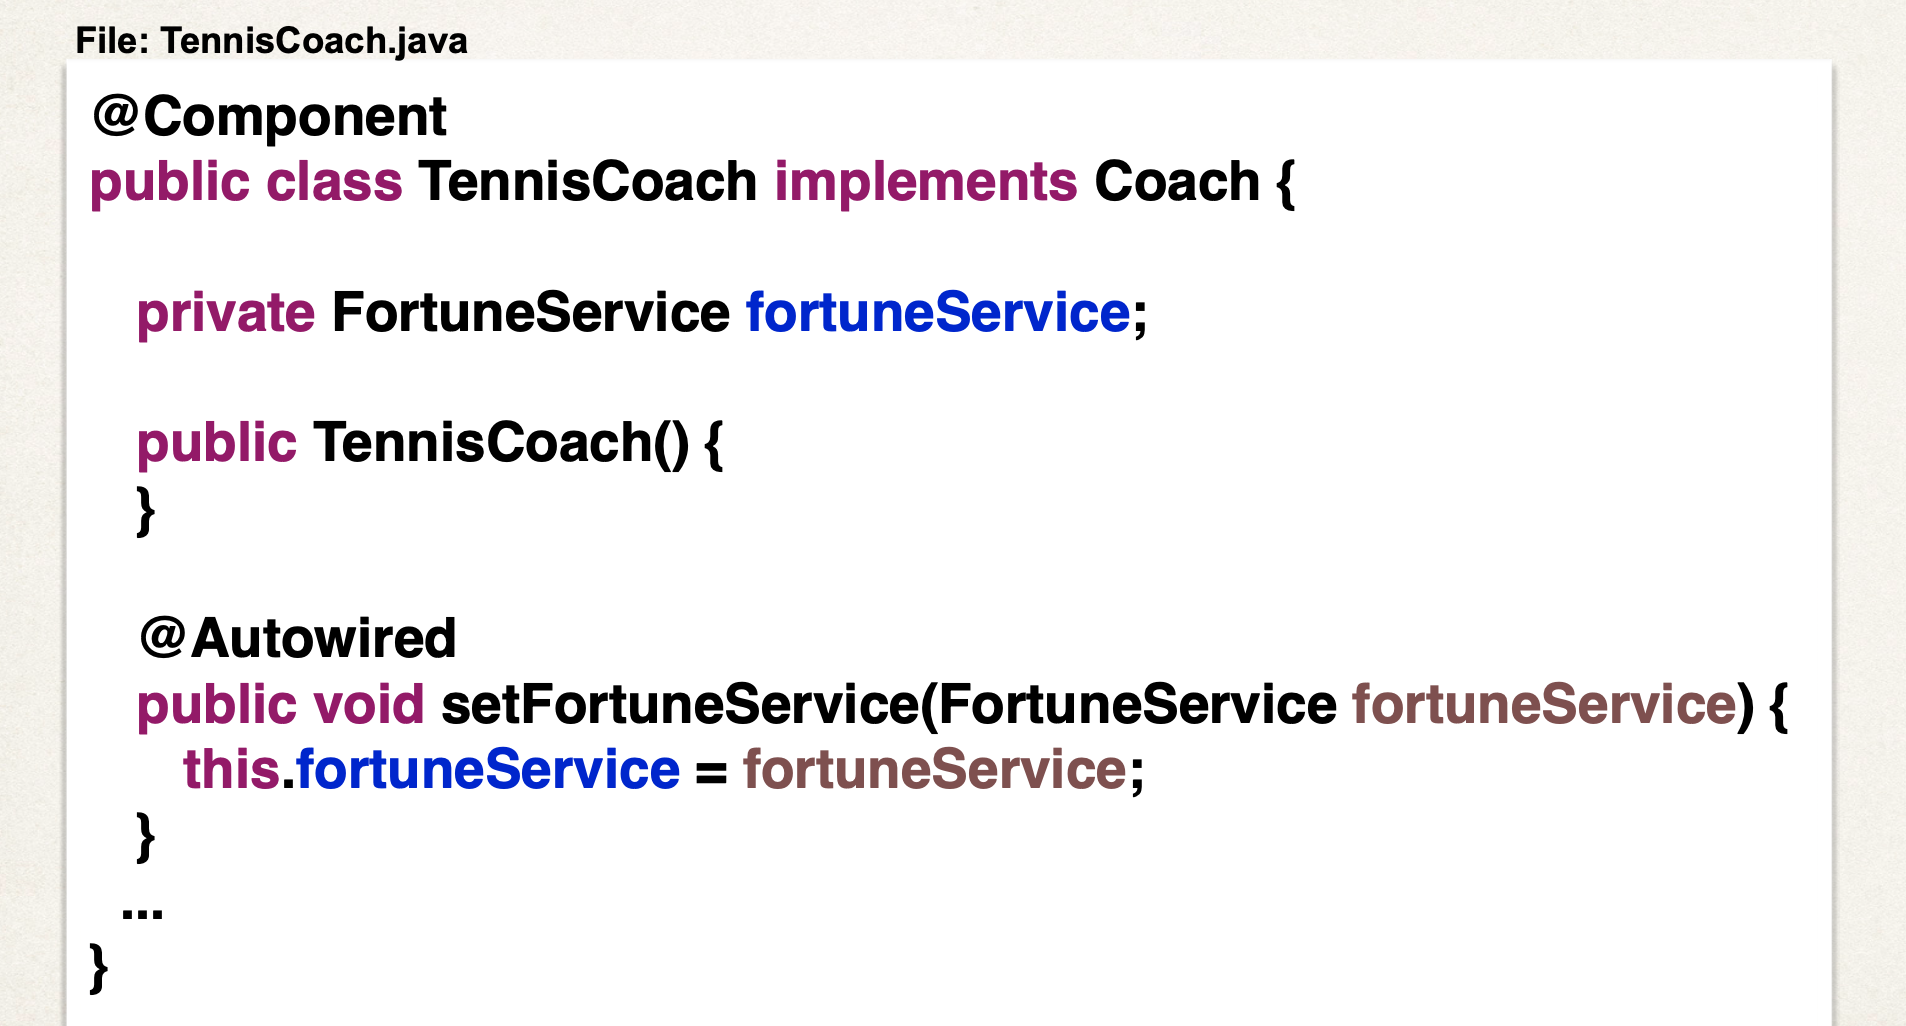 File: TennisCoach.java
@Component
public class TennisCoach implements Coach {
private FortuneService fortuneService;
public TennisCoach() {
}
@Autowired
public void setFortuneService(FortuneService fortuneService) {
this.fortuneService = fortuneService;
}
...
}